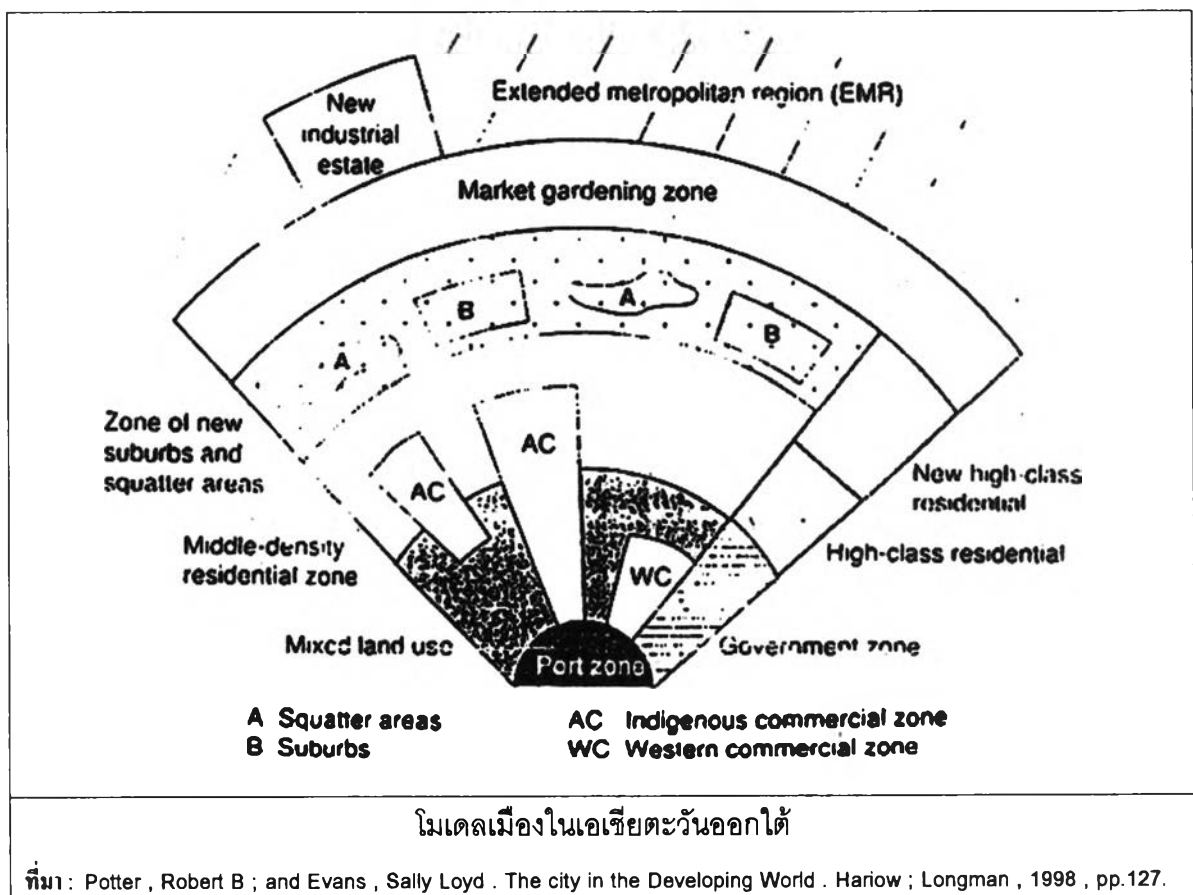 New
industrial
estate
Extended metropolitan region (EMR)
Market gardening zone
B
A
B
A
Zone of new
suburbs and
squatter areas
AC
AC
New high-class
residential
Middle-density
residential zone
High-class residential
WC
Mixed land use
Port zone
Government zone
A Squatter areas
AC Indigenous commercial zone
B Suburbs
WC Western commercial zone
โมเดลเมืองในเอเชียตะวันออกใต้
ที่มา : Potter , Robert B ; and Evans , Sally Loyd . The city in the Developing World . Harlow ; Longman , 1998 , pp.127.